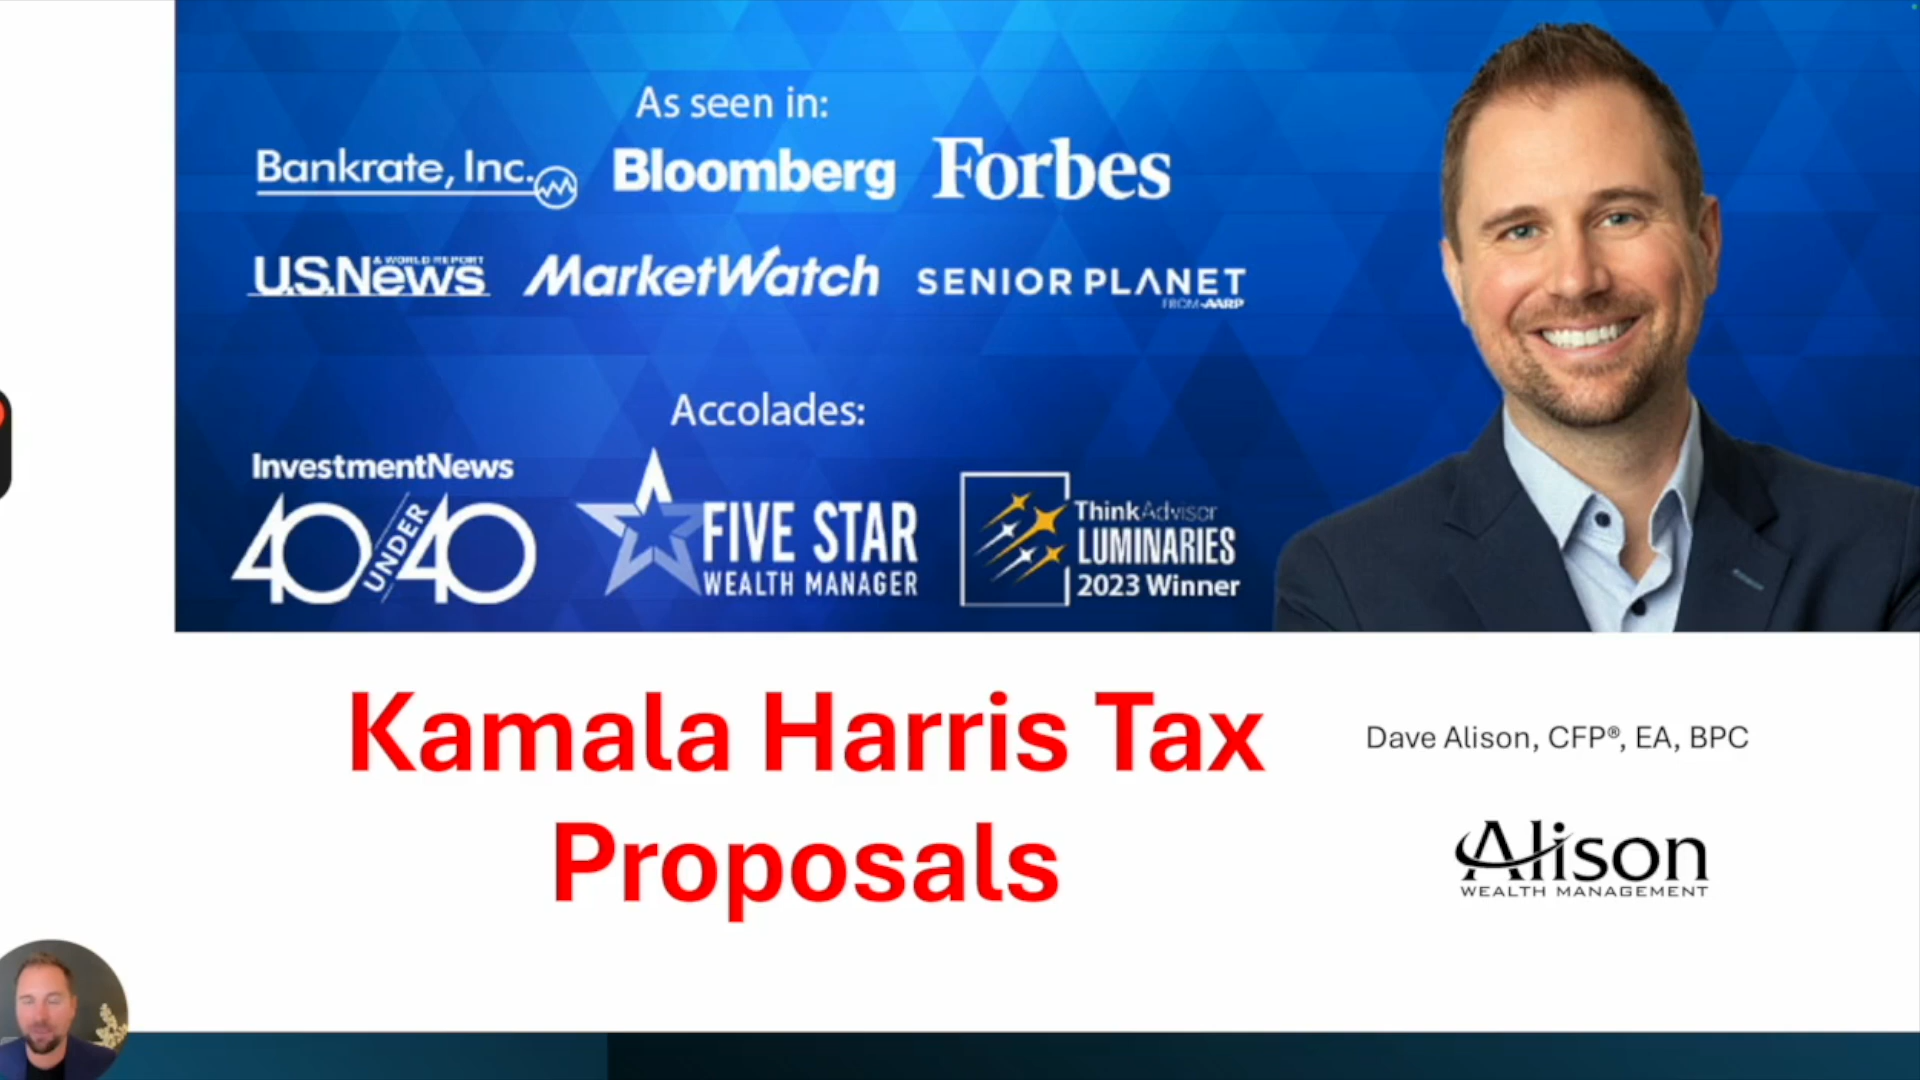 As seen in:
Bankrate, Inc.
Bloomberg
Forbes
U.S.News
& WORLD REPORT
MarketWatch
SENIOR PLANET
FROM AARP
Accolades:
InvestmentNews
40 UNDER 40
FIVE STAR
WEALTH MANAGER
ThinkAdvisor
LUMINARIES
2023 Winner
Kamala Harris Tax
Proposals
Dave Alison, CFP®, EA, BPC
Alison
WEALTH MANAGEMENT